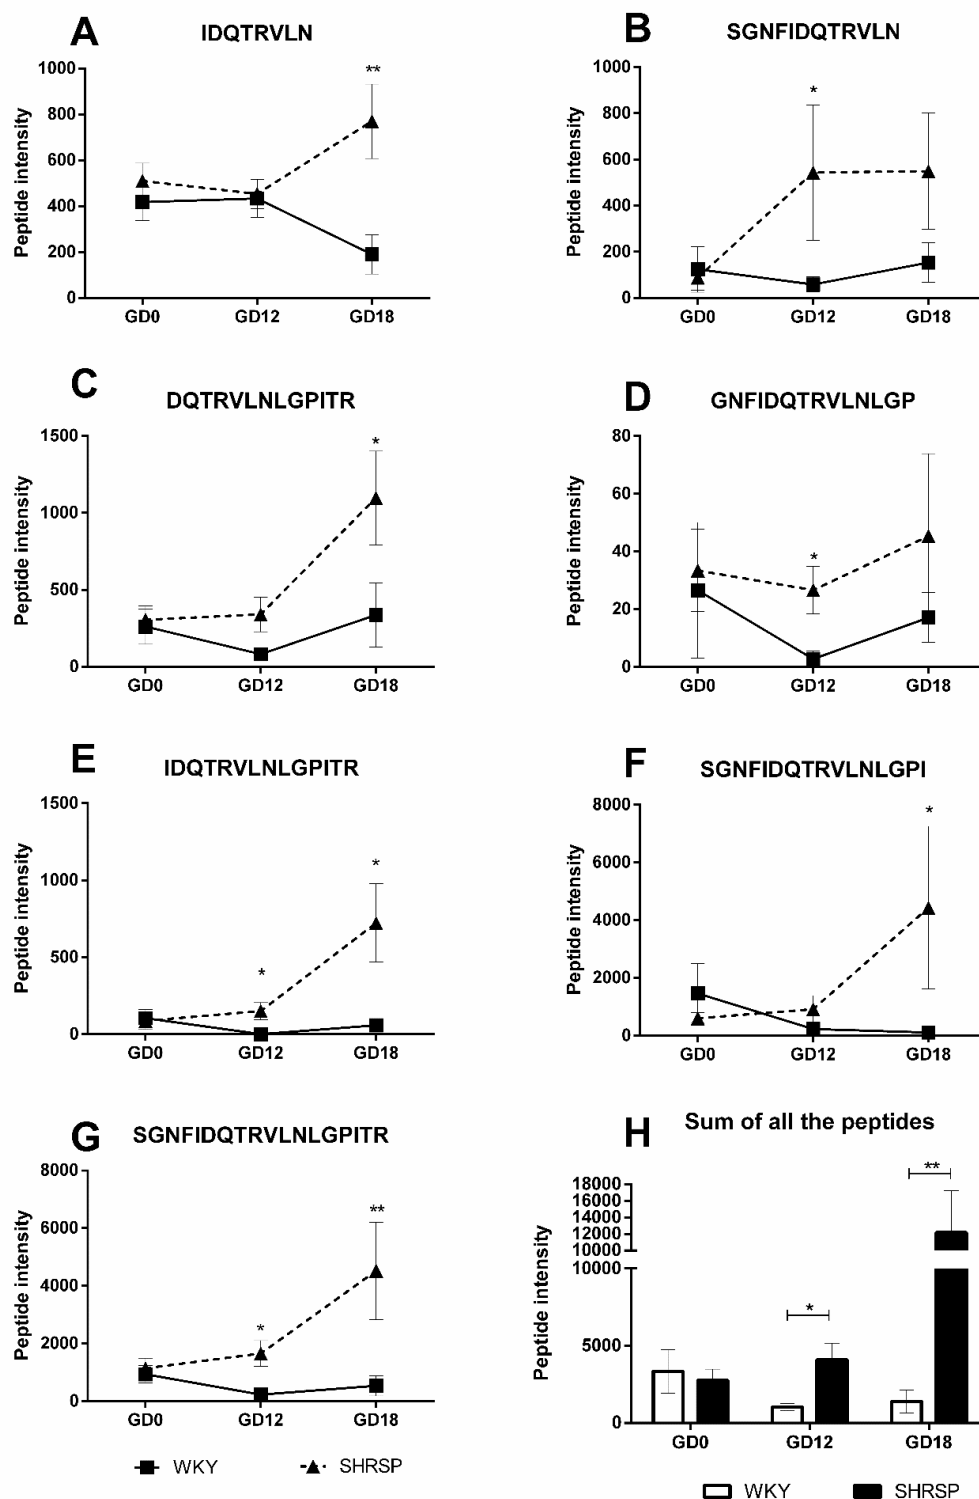 A
IDQTRVLN
Peptide intensity
1000
800
600
400
200
0
**
GD0
GD12
GD18
B
SGNFIDQTRVLN
Peptide intensity
1000
800
600
400
200
0
*
GD0
GD12
GD18
C
DQTRVLNLGPITR
Peptide intensity
1500
1000
500
0
*
GD0
GD12
GD18
D
GNFIDQTRVLNLGP
Peptide intensity
80
60
40
20
0
*
GD0
GD12
GD18
E
IDQTRVLNLGPITR
Peptide intensity
1500
1000
500
0
*
*
GD0
GD12
GD18
F
SGNFIDQTRVLNLGPI
Peptide intensity
8000
6000
4000
2000
0
*
GD0
GD12
GD18
G
SGNFIDQTRVLNLGPITR
Peptide intensity
8000
6000
4000
2000
0
*
**
GD0
GD12
GD18
WKY
SHRSP
H
Sum of all the peptides
Peptide intensity
18000
16000
14000
12000
10000
10000
5000
0
*
**
GD0
GD12
GD18
WKY
SHRSP